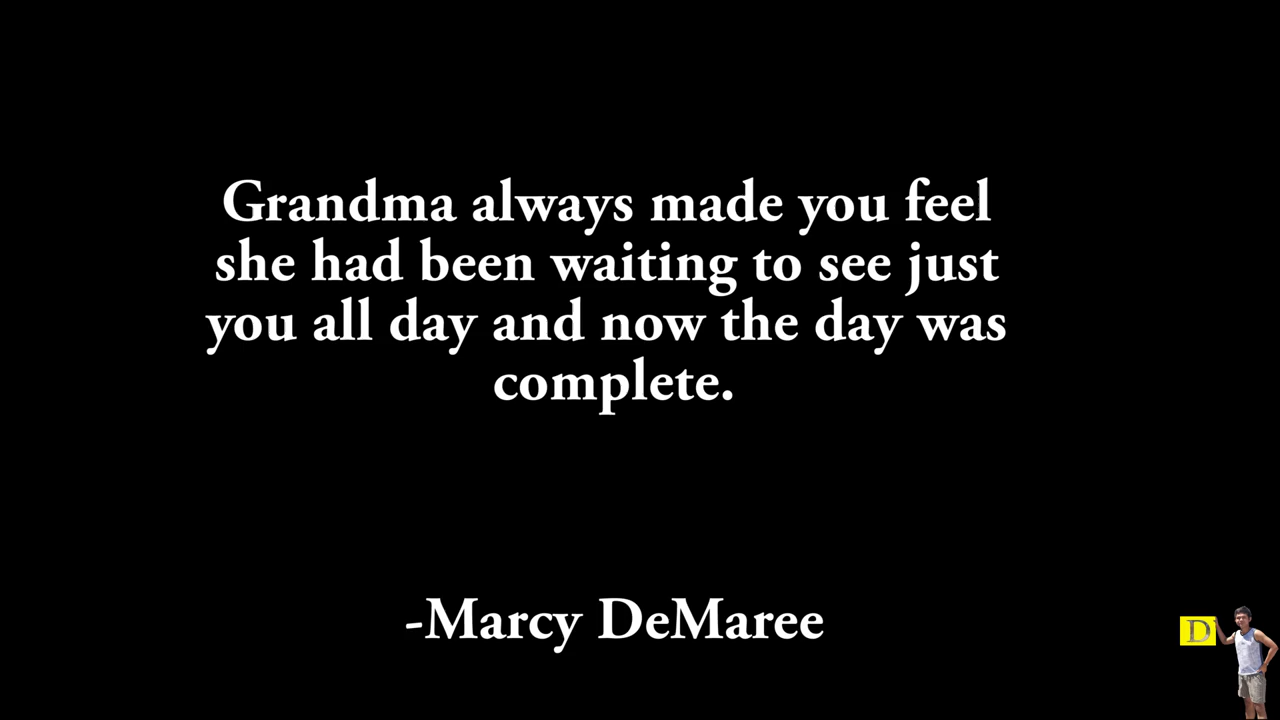 Grandma always made you feel
she had been waiting to see just
you all day and now the day was
complete.
-Marcy DeMaree
D